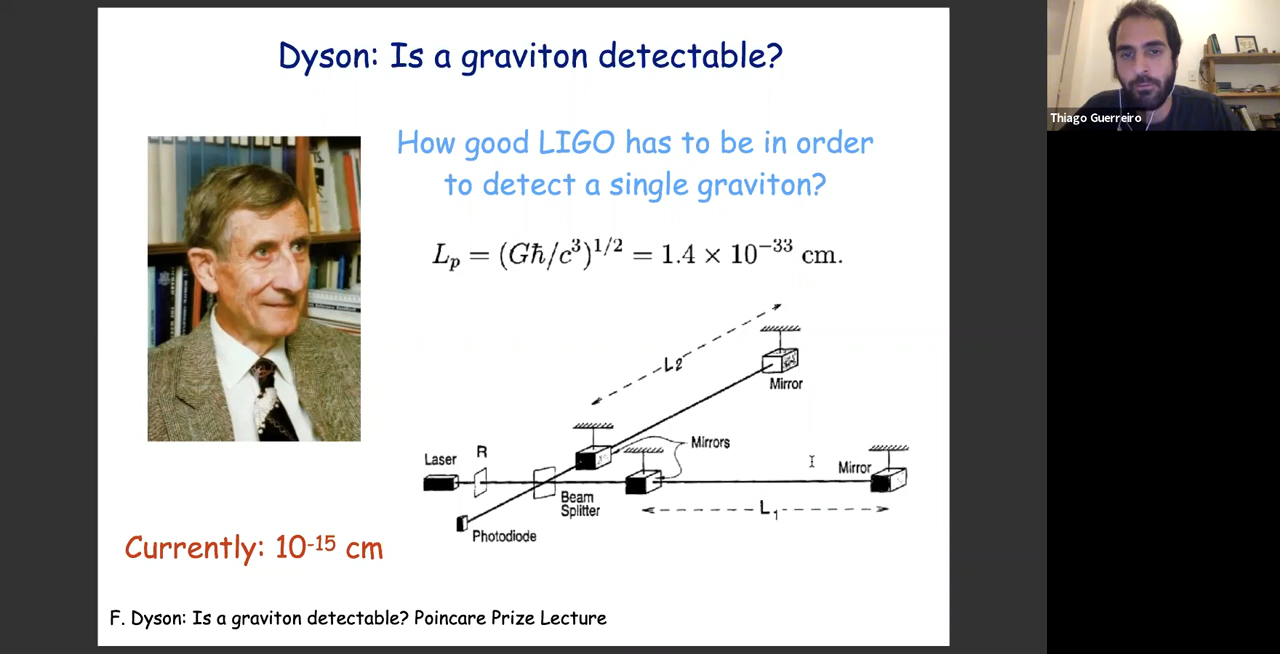 Dyson: Is a graviton detectable?
Thiago Guerreiro
How good LIGO has to be in order
to detect a single graviton?
Lₚ = (Għ/c³)^1/2 = 1.4 × 10⁻³³ cm.
L2
Mirror
Mirrors
Laser
R
Mirror
Beam
Splitter
L₁
Photodiode
Currently: 10⁻¹⁵ cm
F. Dyson: Is a graviton detectable? Poincare Prize Lecture